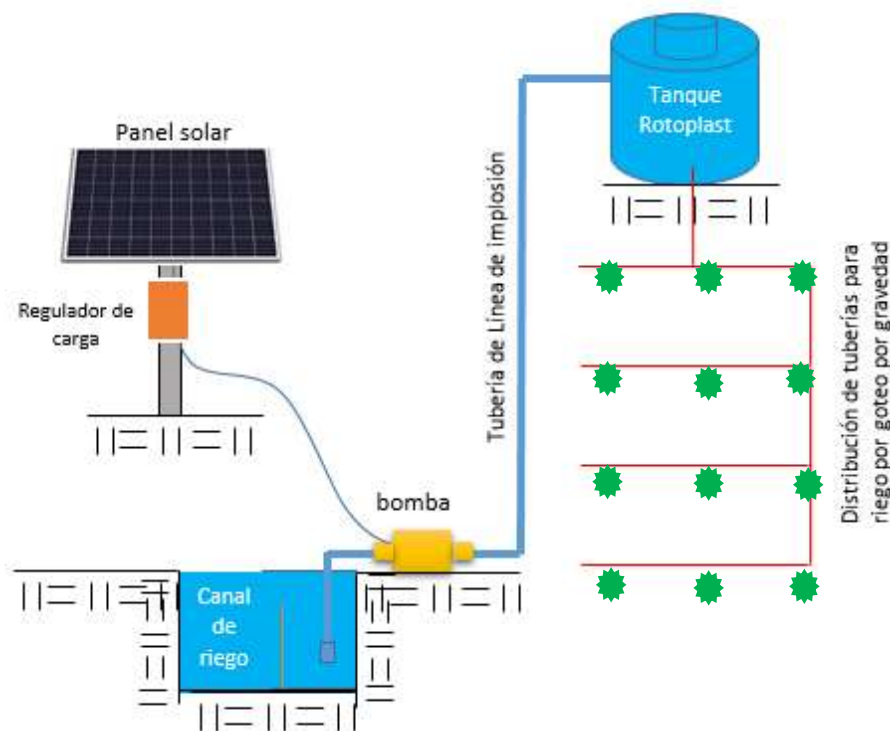 Panel solar
Regulador de
carga
Tanque
Rotoplast
Tubería de Línea de implosión
Distribución de tuberías para
riego por goteo por gravedad
bomba
Canal
de
riego